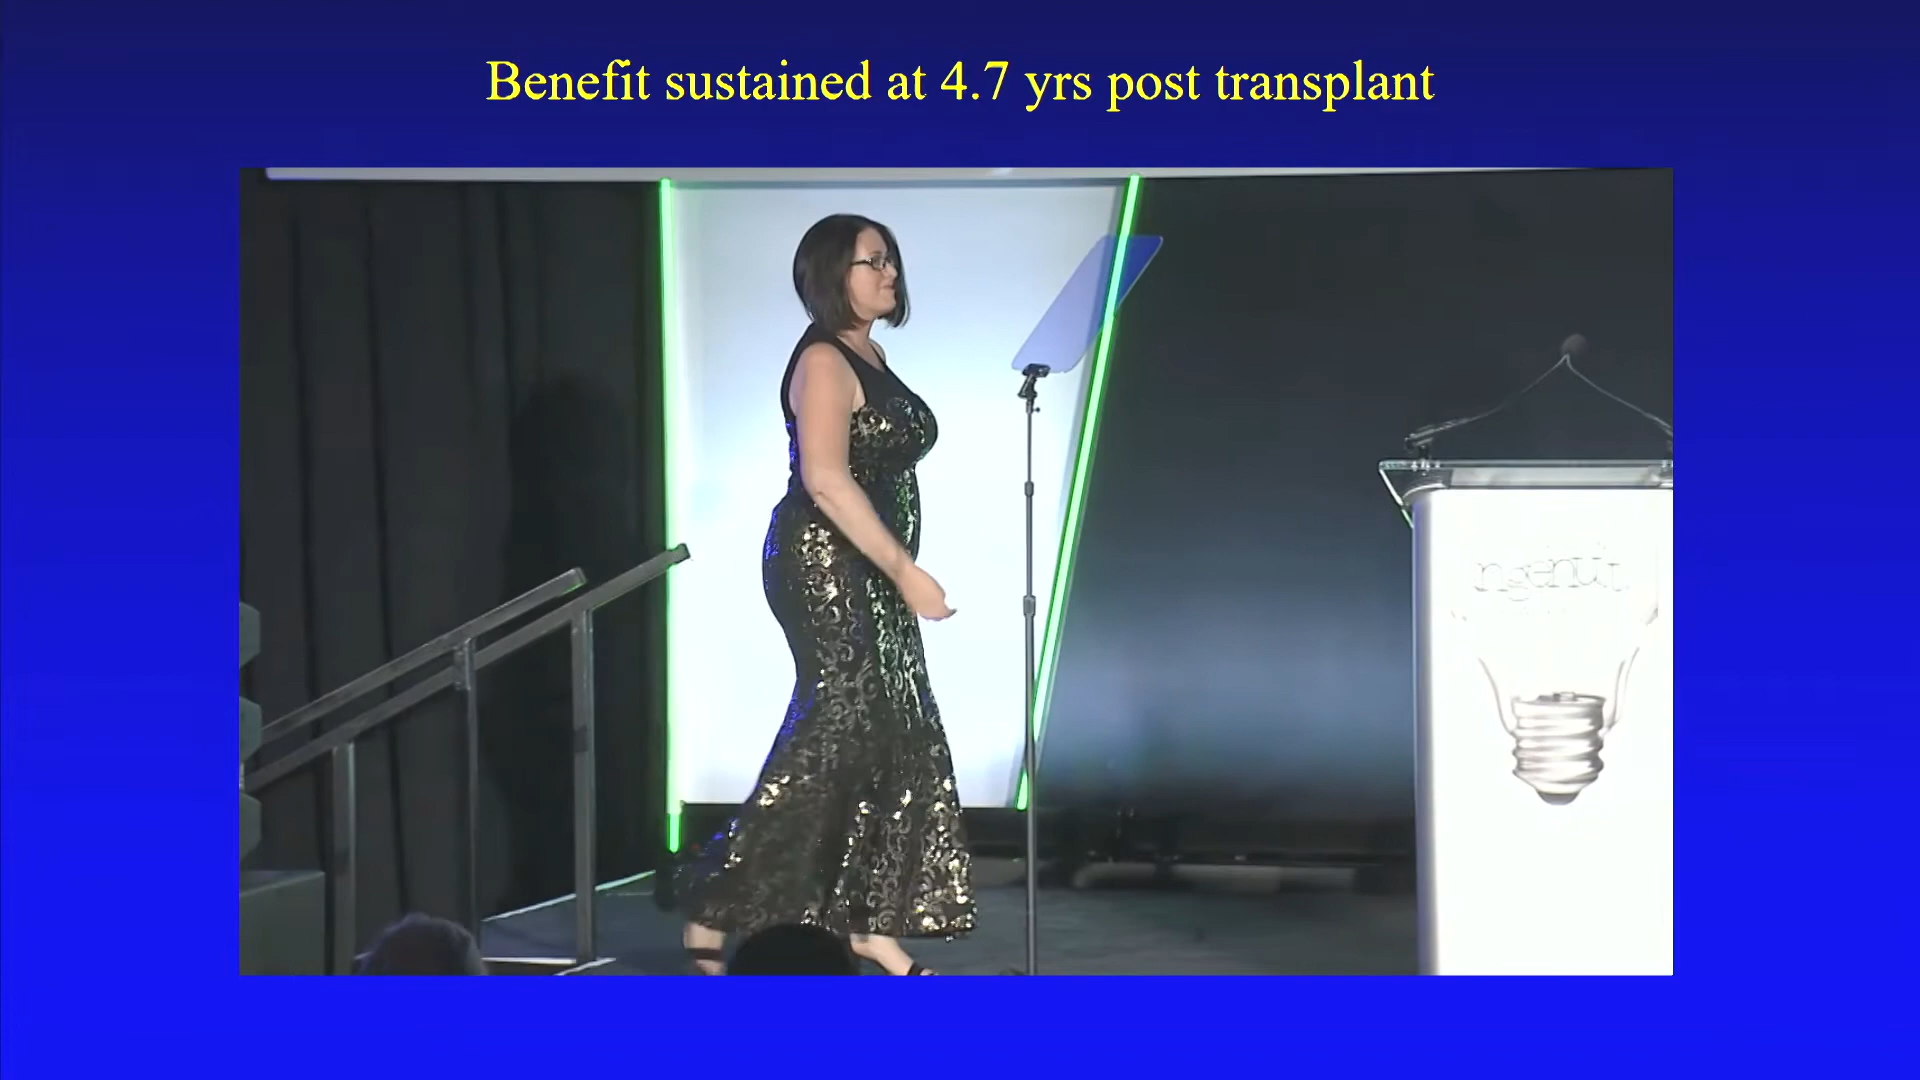 Benefit sustained at 4.7 yrs post transplant